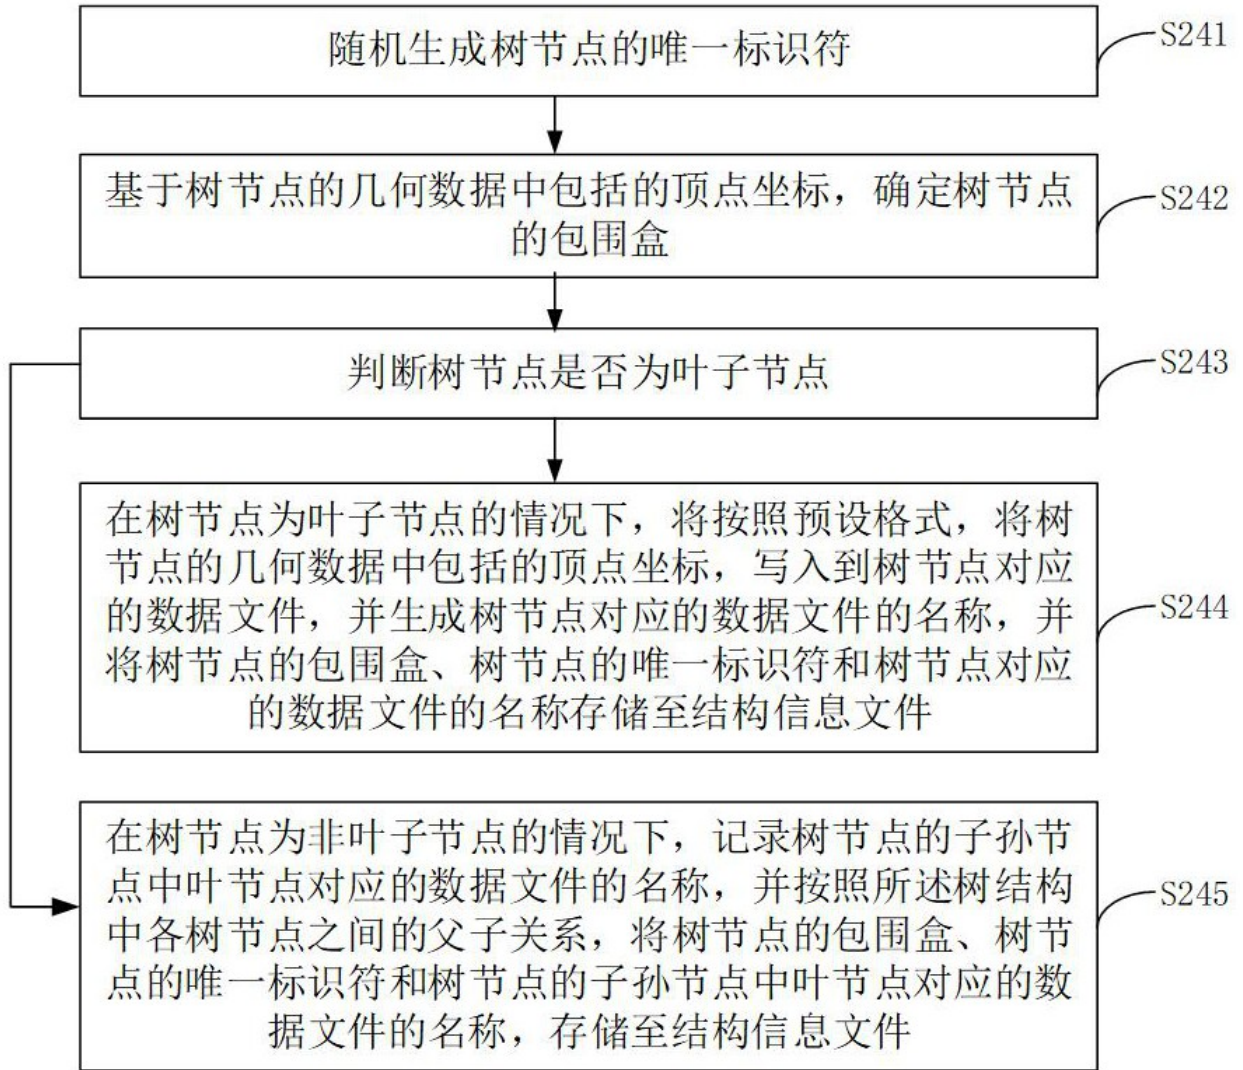 随机生成树节点的唯一标识符
S241
基于树节点的几何数据中包括的顶点坐标，确定树节点
的包围盒
S242
判断树节点是否为叶子节点
S243
在树节点为叶子节点的情况下，将按照预设格式，将树
节点的几何数据中包括的顶点坐标，写入到树节点对应
的数据文件，并生成树节点对应的数据文件的名称，并
将树节点的包围盒、树节点的唯一标识符和树节点对应
的数据文件的名称存储至结构信息文件
S244
在树节点为非叶子节点的情况下，记录树节点的子孙节
点中叶节点对应的数据文件的名称，并按照所述树结构
中各树节点之间的父子关系，将树节点的包围盒、树节
点的唯一标识符和树节点的子孙节点中叶节点对应的数
据文件的名称，存储至结构信息文件
S245